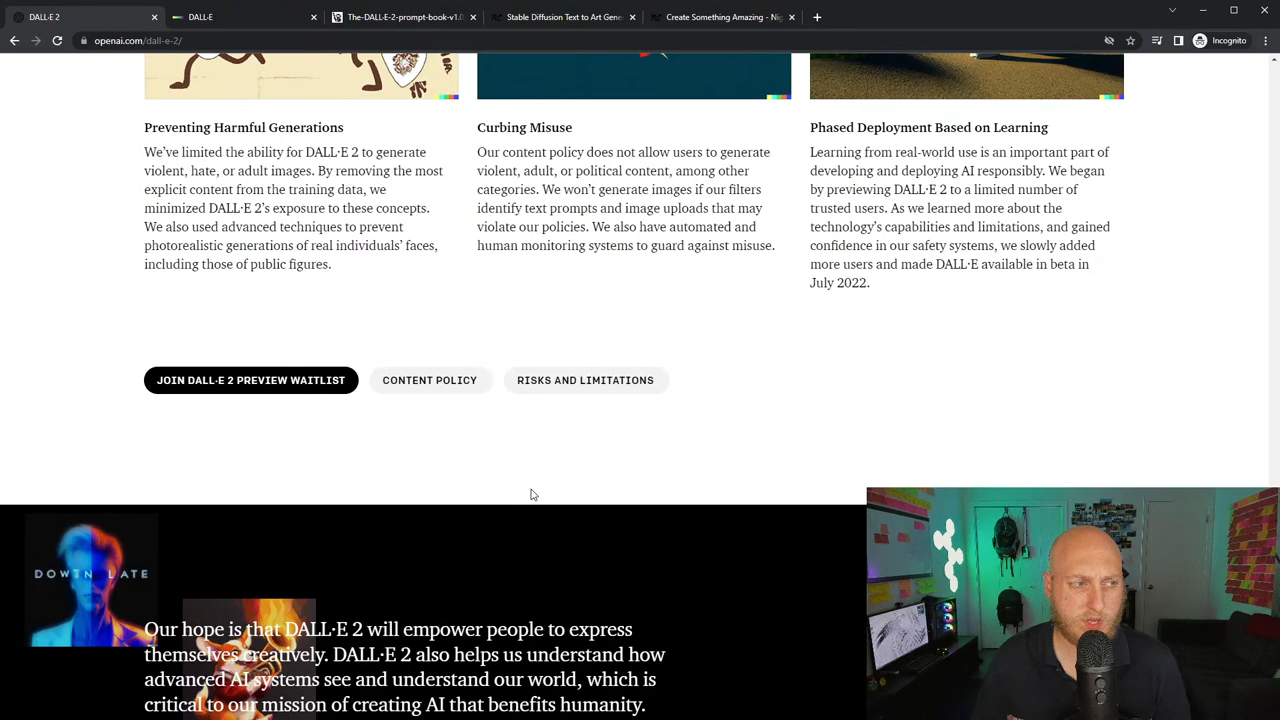 DALL·E 2
DALL·E
The-DALL-E-2-prompt-book-v1.0
Stable Diffusion Text to Art Gene
Create Something Amazing - Nig
openai.com/dall-e-2/
Incognito
Preventing Harmful Generations
We've limited the ability for DALL·E 2 to generate
violent, hate, or adult images. By removing the most
explicit content from the training data, we
minimized DALL·E 2's exposure to these concepts.
We also used advanced techniques to prevent
photorealistic generations of real individuals' faces,
including those of public figures.
Curbing Misuse
Our content policy does not allow users to generate
violent, adult, or political content, among other
categories. We won't generate images if our filters
identify text prompts and image uploads that may
violate our policies. We also have automated and
human monitoring systems to guard against misuse.
Phased Deployment Based on Learning
Learning from real-world use is an important part of
developing and deploying AI responsibly. We began
by previewing DALL·E 2 to a limited number of
trusted users. As we learned more about the
technology's capabilities and limitations, and gained
confidence in our safety systems, we slowly added
more users and made DALL·E available in beta in
July 2022.
JOIN DALL·E 2 PREVIEW WAITLIST
CONTENT POLICY
RISKS AND LIMITATIONS
Our hope is that DALL·E 2 will empower people to express
themselves creatively. DALL·E 2 also helps us understand how
advanced AI systems see and understand our world, which is
critical to our mission of creating AI that benefits humanity.